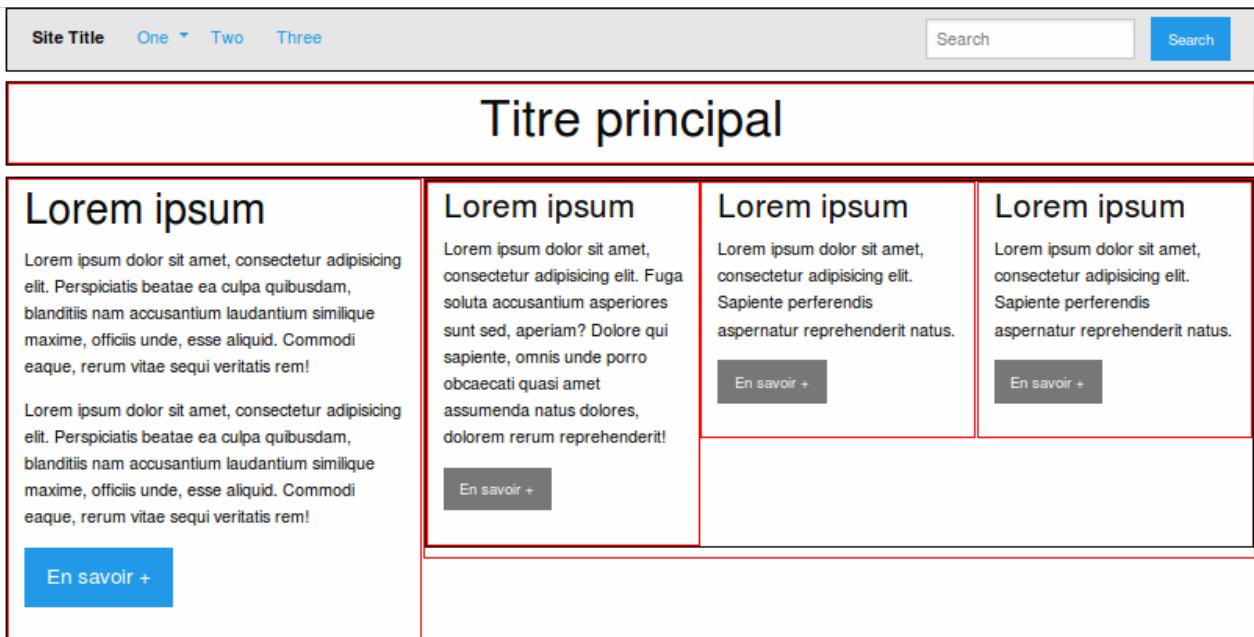 Site Title One Two Three Search Search
Titre principal
Lorem ipsum
Lorem ipsum dolor sit amet, consectetur adipisicing
elit. Perspiciatis beatae ea culpa quibusdam,
blanditiis nam accusantium laudantium similique
maxime, officiis unde, esse aliquid. Commodi
eaque, rerum vitae sequi veritatis rem!
Lorem ipsum dolor sit amet, consectetur adipisicing
elit. Perspiciatis beatae ea culpa quibusdam,
blanditiis nam accusantium laudantium similique
maxime, officiis unde, esse aliquid. Commodi
eaque, rerum vitae sequi veritatis rem!
En savoir +
Lorem ipsum
Lorem ipsum dolor sit amet,
consectetur adipisicing elit. Fuga
soluta accusantium asperiores
sunt sed, aperiam? Dolore qui
sapiente, omnis unde porro
obcaecati quasi amet
assumenda natus dolores,
dolorem rerum reprehenderit!
En savoir +
Lorem ipsum
Lorem ipsum dolor sit amet,
consectetur adipisicing elit.
Sapiente perferendis
aspernatur reprehenderit natus.
En savoir +
Lorem ipsum
Lorem ipsum dolor sit amet,
consectetur adipisicing elit.
Sapiente perferendis
aspernatur reprehenderit natus.
En savoir +